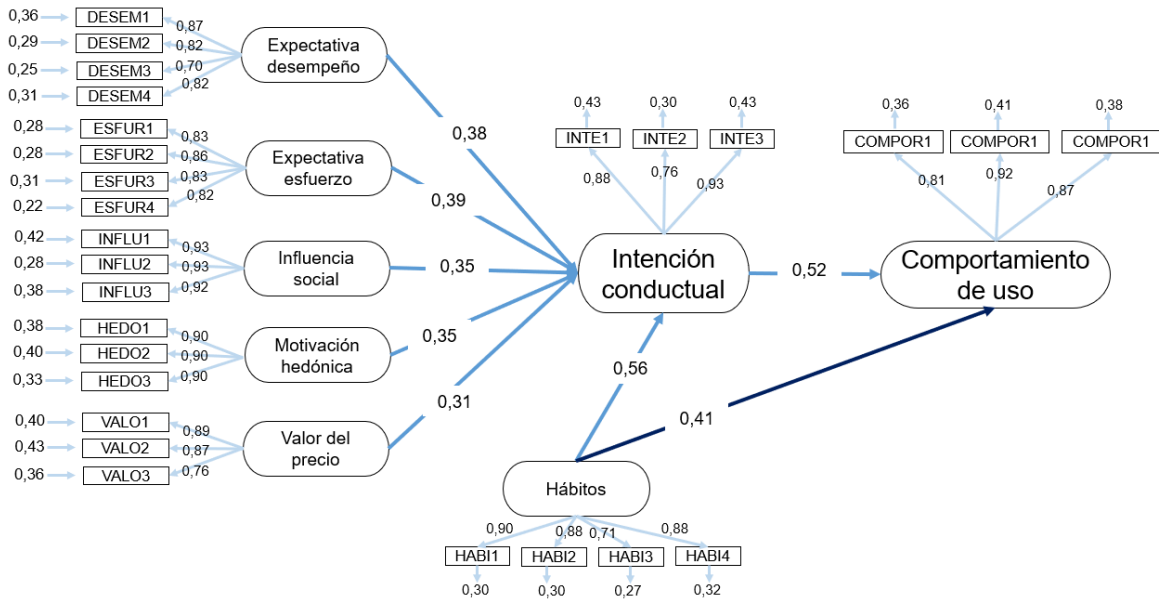 0,36
DESEM1
0,87
0,29
DESEM2
0,82
0,25
DESEM3
0,70
0,31
DESEM4
0,82
Expectativa
desempeño
0,38
0,28
ESFUR1
0,83
0,28
ESFUR2
0,86
0,31
ESFUR3
0,83
0,22
ESFUR4
0,82
Expectativa
esfuerzo
0,39
0,42
INFLU1
0,93
0,28
INFLU2
0,93
0,38
INFLU3
0,92
Influencia
social
0,35
0,38
HEDO1
0,90
0,40
HEDO2
0,90
0,33
HEDO3
0,90
Motivación
hedónica
0,35
0,40
VALO1
0,89
0,43
VALO2
0,87
0,36
VALO3
0,76
Valor del
precio
0,31
0,43
0,30
0,43
INTE1
INTE2
INTE3
0,88
0,76
0,93
Intención
conductual
0,52
0,36
0,41
0,38
COMPOR1
COMPOR1
COMPOR1
0,81
0,92
0,87
Comportamiento
de uso
0,56
0,41
Hábitos
0,90
0,88
0,71
0,88
HABI1
HABI2
HABI3
HABI4
0,30
0,30
0,27
0,32